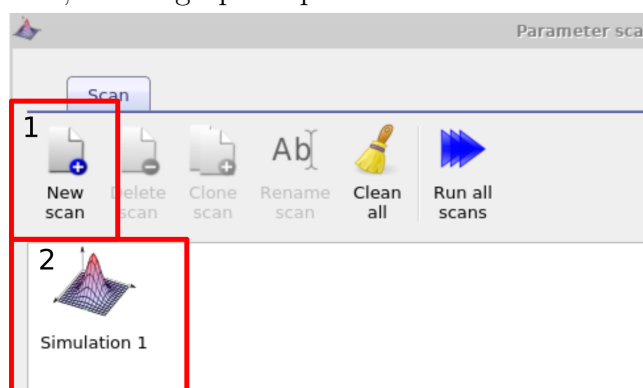 Parameter sca
Scan
1
New scan
Delete scan
Clone scan
Ab
Rename scan
Clean all
Run all scans
2
Simulation 1